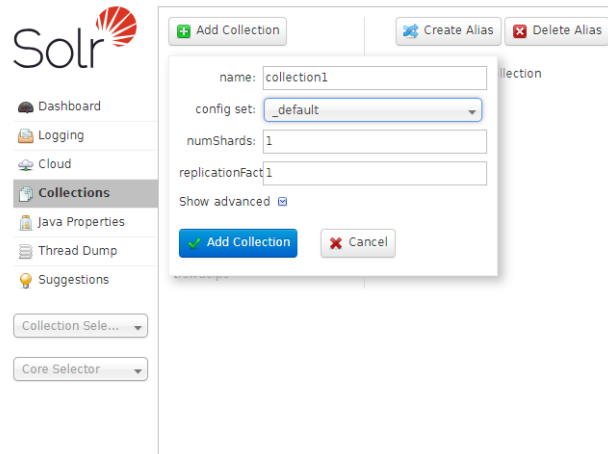 Solr
Add Collection
Create Alias
Delete Alias
name: collection1
config set: _default
numShards: 1
replicationFact 1
Show advanced
Add Collection
Cancel
llection
Dashboard
Logging
Cloud
Collections
Java Properties
Thread Dump
Suggestions
Collection Sele...
Core Selector